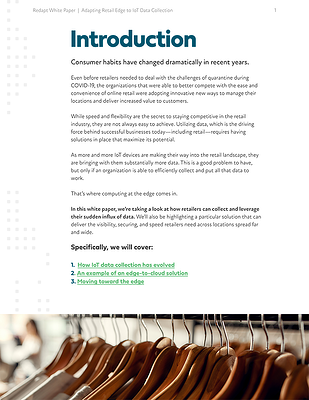 Redapt White Paper | Adapting Retail Edge to IoT Data Collection 1
Introduction
Consumer habits have changed dramatically in recent years.
Even before retailers needed to deal with the challenges of quarantine during
COVID-19, the organizations that were able to better compete with the ease and
convenience of online retail were adopting innovative new ways to manage their
locations and deliver increased value to customers.
While speed and flexibility are the secret to staying competitive in the retail
industry, they are not always easy to achieve. Utilizing data, which is the driving
force behind successful businesses today—including retail—requires having
solutions in place that maximize its potential.
As more and more IoT devices are making their way into the retail landscape, they
are bringing with them substantially more data. This is a good problem to have,
but only if an organization is able to efficiently collect and put all that data to
work.
That's where computing at the edge comes in.
In this white paper, we're taking a look at how retailers can collect and leverage
their sudden influx of data. We'll also be highlighting a particular solution that can
deliver the visibility, securing, and speed retailers need across locations spread far
and wide.
Specifically, we will cover:
1. How IoT data collection has evolved
2. An example of an edge-to-cloud solution
3. Moving toward the edge